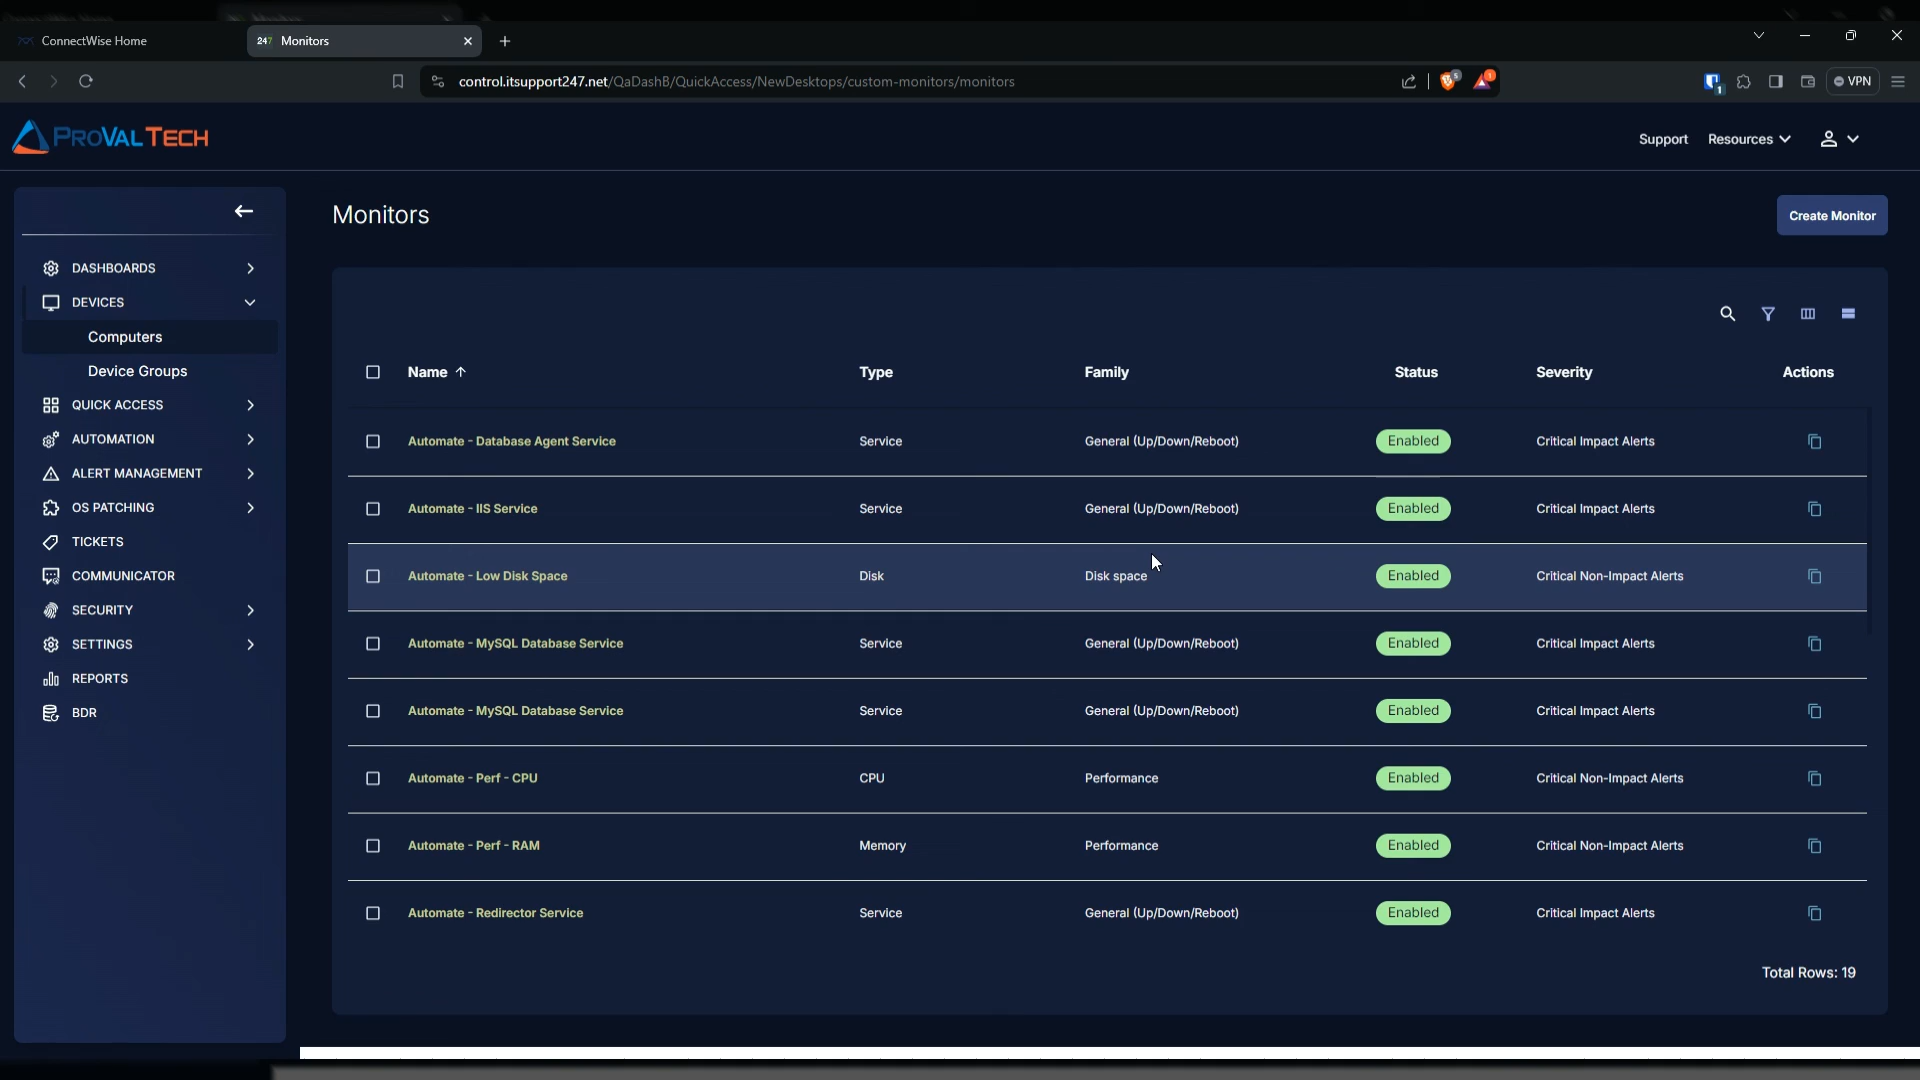 ConnectWise Home
247 Monitors
control.itsupport247.net/QaDashB/QuickAccess/NewDesktops/custom-monitors/monitors
5
1
1
VPN
PROVALTECH
Support
Resources
Monitors
Create Monitor
DASHBOARDS
DEVICES
Computers
Device Groups
QUICK ACCESS
AUTOMATION
ALERT MANAGEMENT
OS PATCHING
TICKETS
COMMUNICATOR
SECURITY
SETTINGS
REPORTS
BDR
Name Type Family Status Severity Actions
Automate - Database Agent Service Service General (Up/Down/Reboot) Enabled Critical Impact Alerts
Automate - IIS Service Service General (Up/Down/Reboot) Enabled Critical Impact Alerts
Automate - Low Disk Space Disk Disk space Enabled Critical Non-Impact Alerts
Automate - MySQL Database Service Service General (Up/Down/Reboot) Enabled Critical Impact Alerts
Automate - MySQL Database Service Service General (Up/Down/Reboot) Enabled Critical Impact Alerts
Automate - Perf - CPU CPU Performance Enabled Critical Non-Impact Alerts
Automate - Perf - RAM Memory Performance Enabled Critical Non-Impact Alerts
Automate - Redirector Service Service General (Up/Down/Reboot) Enabled Critical Impact Alerts
Total Rows: 19